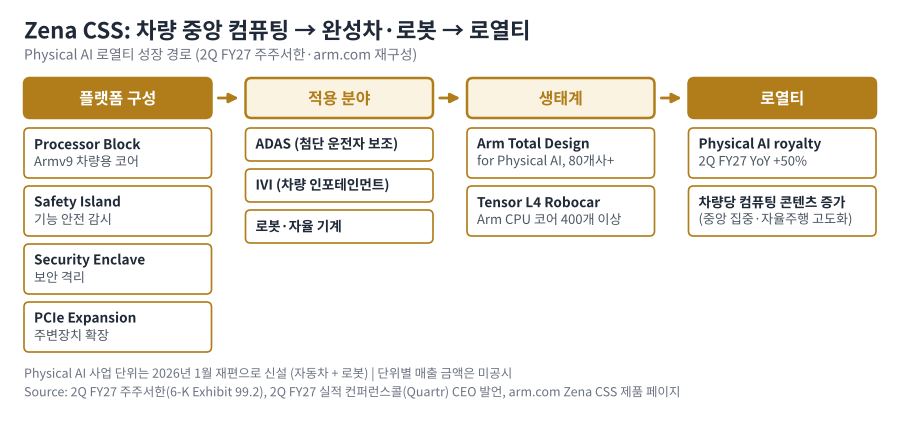 Zena CSS: 차량 중앙 컴퓨팅 → 완성차·로봇 → 로열티
Physical AI 로열티 성장 경로 (2Q FY27 주주서한·arm.com 재구성)
플랫폼 구성
Processor Block
Armv9 차량용 코어
Safety Island
기능 안전 감시
Security Enclave
보안 격리
PCIe Expansion
주변장치 확장
적용 분야
ADAS (첨단 운전자 보조)
IVI (차량 인포테인먼트)
로봇·자율 기계
생태계
Arm Total Design
for Physical AI, 80개사+
Tensor L4 Robocar
Arm CPU 코어 400개 이상
로열티
Physical AI royalty
2Q FY27 YoY +50%
차량당 컴퓨팅 콘텐츠 증가
(중앙 집중·자율주행 고도화)
Physical AI 사업 단위는 2026년 1월 재편으로 신설 (자동차 + 로봇) | 단위별 매출 금액은 미공시
Source: 2Q FY27 주주서한(6-K Exhibit 99.2), 2Q FY27 실적 컨퍼런스콜(Quartr) CEO 발언, arm.com Zena CSS 제품 페이지